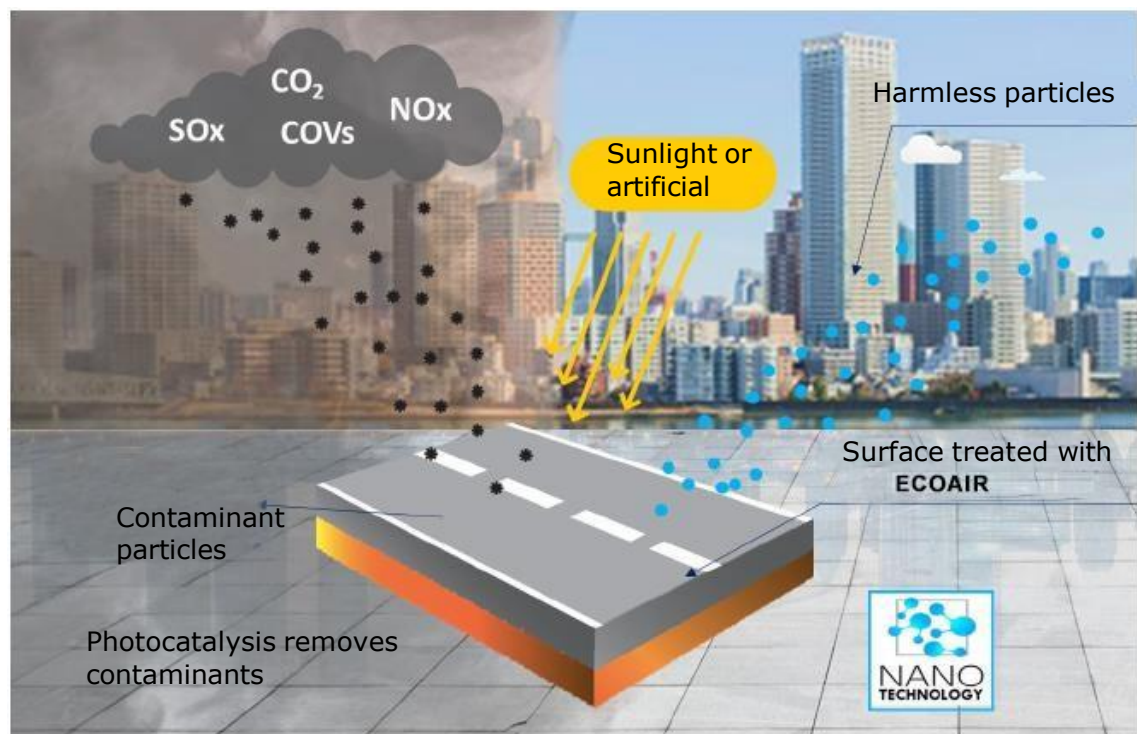 CO₂
NOx
SOx
COVs
Harmless particles
Sunlight or
artificial
Surface treated with
ECOAIR
Contaminant
particles
Photocatalysis removes
contaminants
NANO
TECHNOLOGY